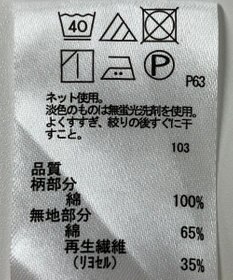 40
P
P63
ネット使用。
淡色のものは無蛍光洗剤を使用。
よくすすぎ、絞りの後すぐに干
すこと。
103
品質
柄部分
綿 100%
無地部分
綿 65%
再生繊維
(リヨセル) 35%